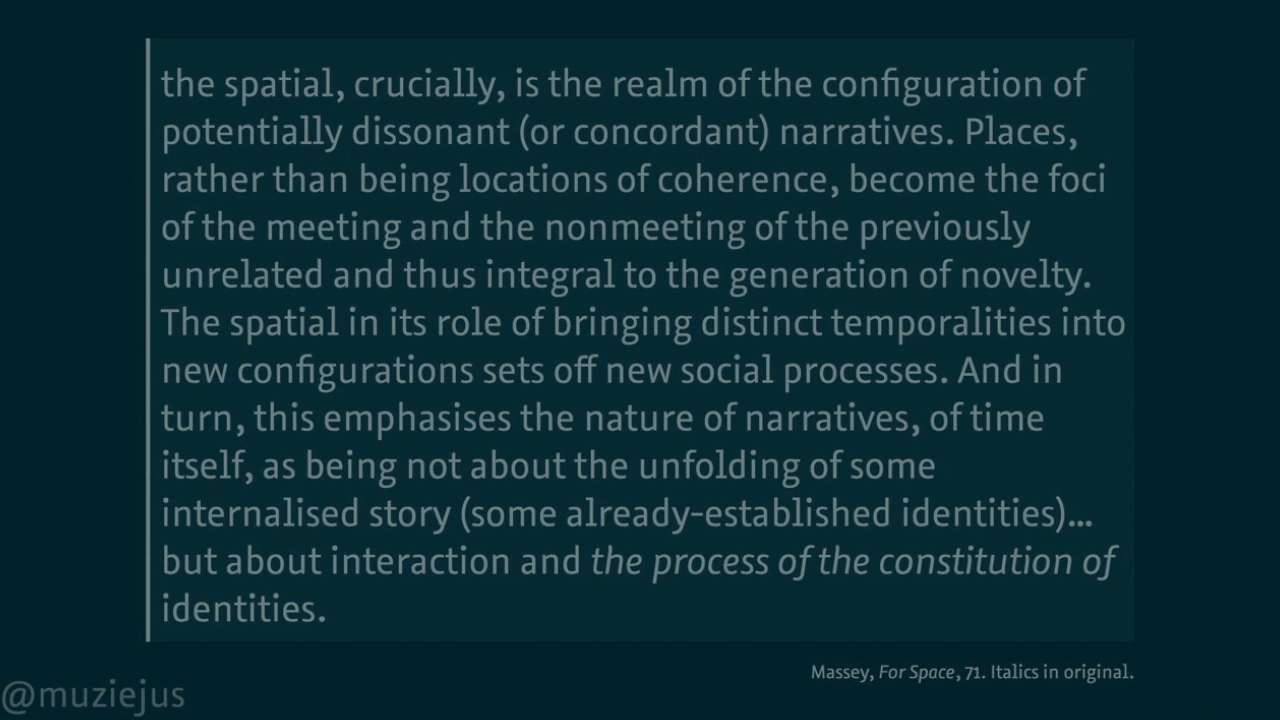 the spatial, crucially, is the realm of the configuration of
potentially dissonant (or concordant) narratives. Places,
rather than being locations of coherence, become the foci
of the meeting and the nonmeeting of the previously
unrelated and thus integral to the generation of novelty.
The spatial in its role of bringing distinct temporalities into
new configurations sets off new social processes. And in
turn, this emphasises the nature of narratives, of time
itself, as being not about the unfolding of some
internalised story (some already-established identities)...
but about interaction and the process of the constitution of
identities.
Massey, For Space, 71. Italics in original.
@muziejus